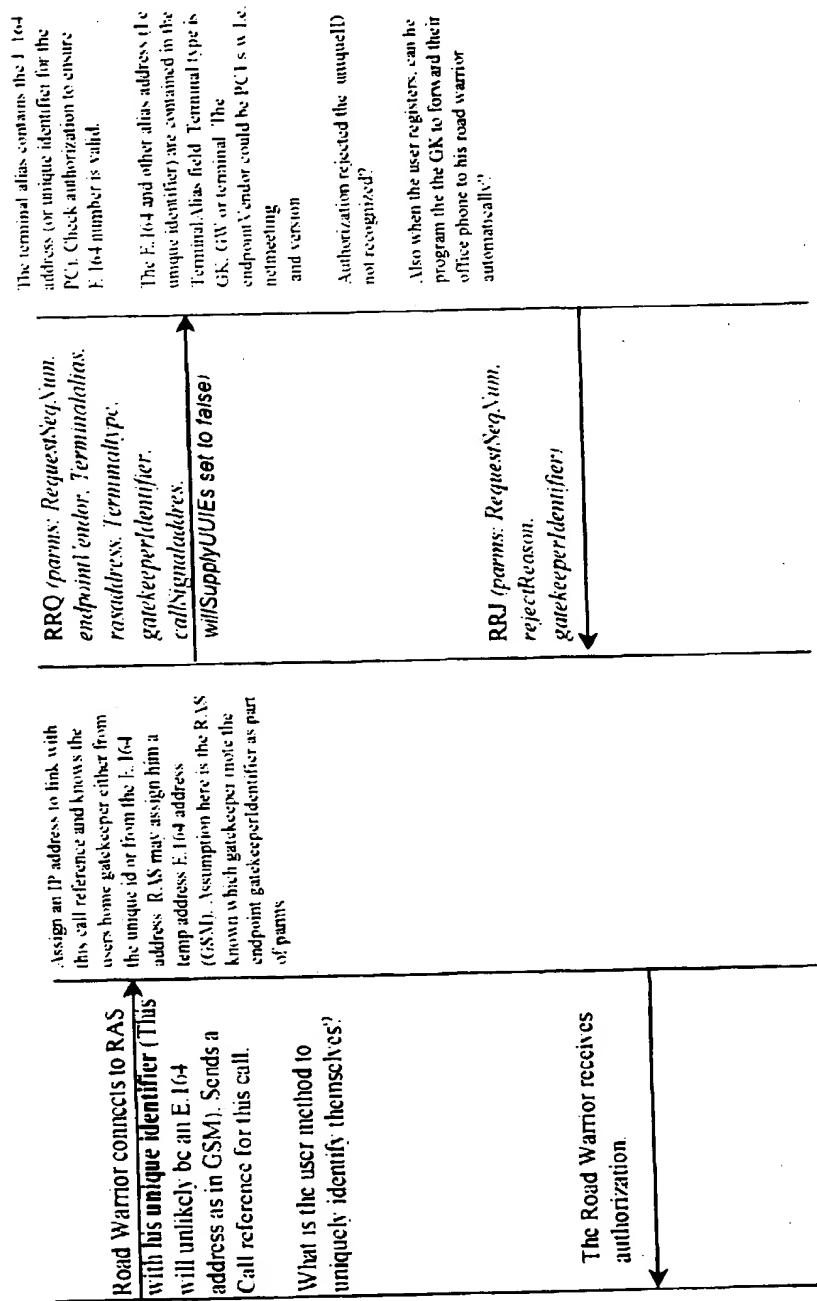 Road Warrior connects to RAS
with his unique identifier (This
will unlikely be an E.164
address as in GSM). Sends a
Call reference for this call.
What is the user method to
uniquely identify themselves?
The Road Warrior receives
authorization.
Assign an IP address to link with
this call reference and knows the
users home gatekeeper either from
the unique id or from the E.164
address. RAS may assign him a
temp address E.164 address
(GSM). Assumption here is the RAS
known which gatekeeper (note the
endpoint gatekeeperIdentifier as part
of parms
RRQ (parms: RequestSeqNum,
endpointVendor, Terminalalias,
rasaddress, Terminaltype,
gatekeeperIdentifier,
callSignaladdres,
willSupplyUUIEs set to false)
RRJ (parms: RequestSeqNum,
rejectReason,
gatekeeperIdentifier)
The terminal alias contains the E.164
address (or unique identifier for the
PC). Check authorization to ensure
E.164 number is valid.
The E.164 and other alias address (I.e.
unique identifier) are contained in the
TerminalAlias field. Terminal type is
GK, GW or terminal. The
endpointVendor could be PC1 s w I.e.
netmeeting
and version
Authorization rejected the uniqueID
not recognized?
Also when the user registers, can he
program the the GK to forward their
office phone to his road warrior
automatically?